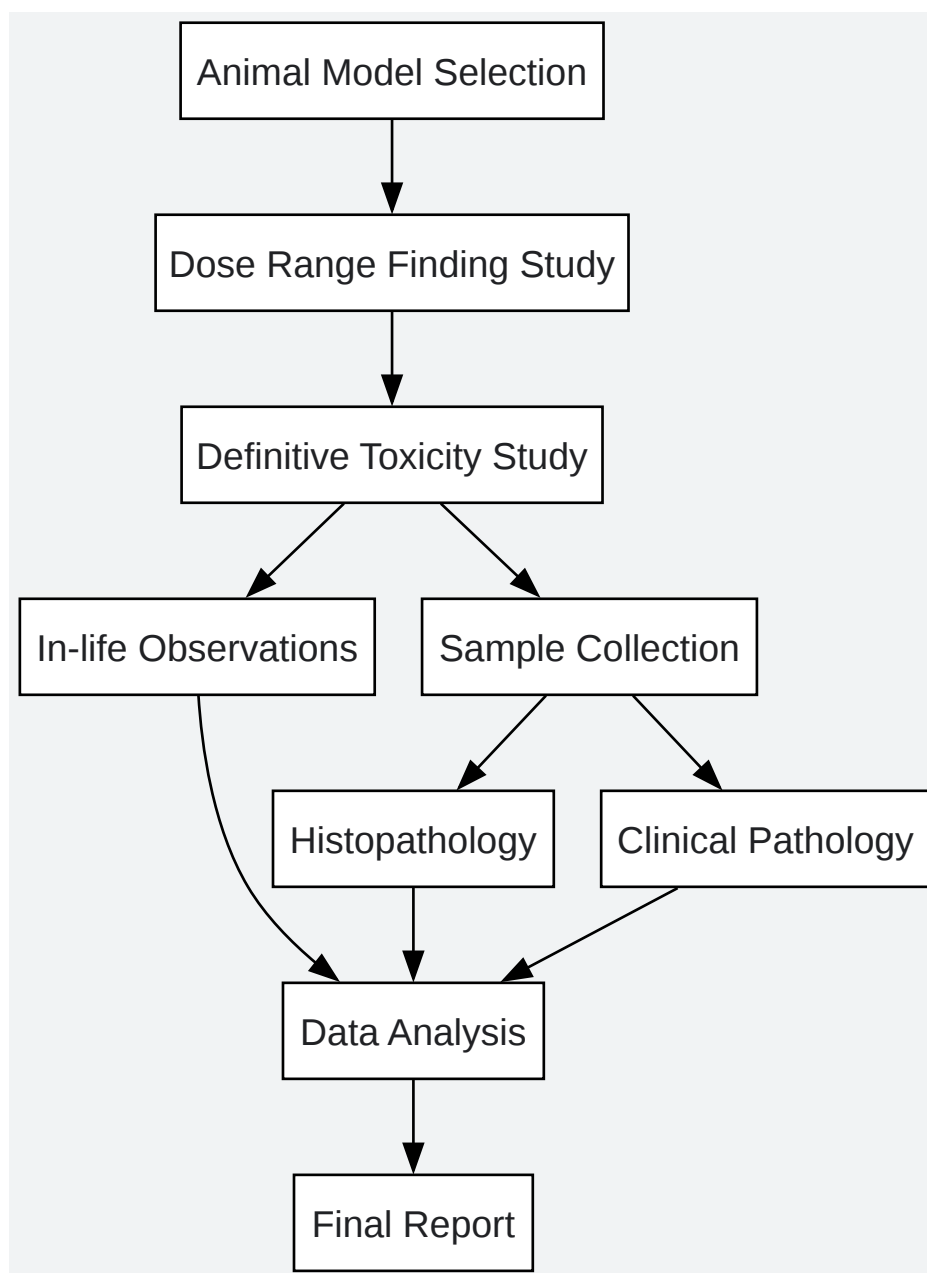 Animal Model Selection
Dose Range Finding Study
Definitive Toxicity Study
In-life Observations
Sample Collection
Histopathology
Clinical Pathology
Data Analysis
Final Report